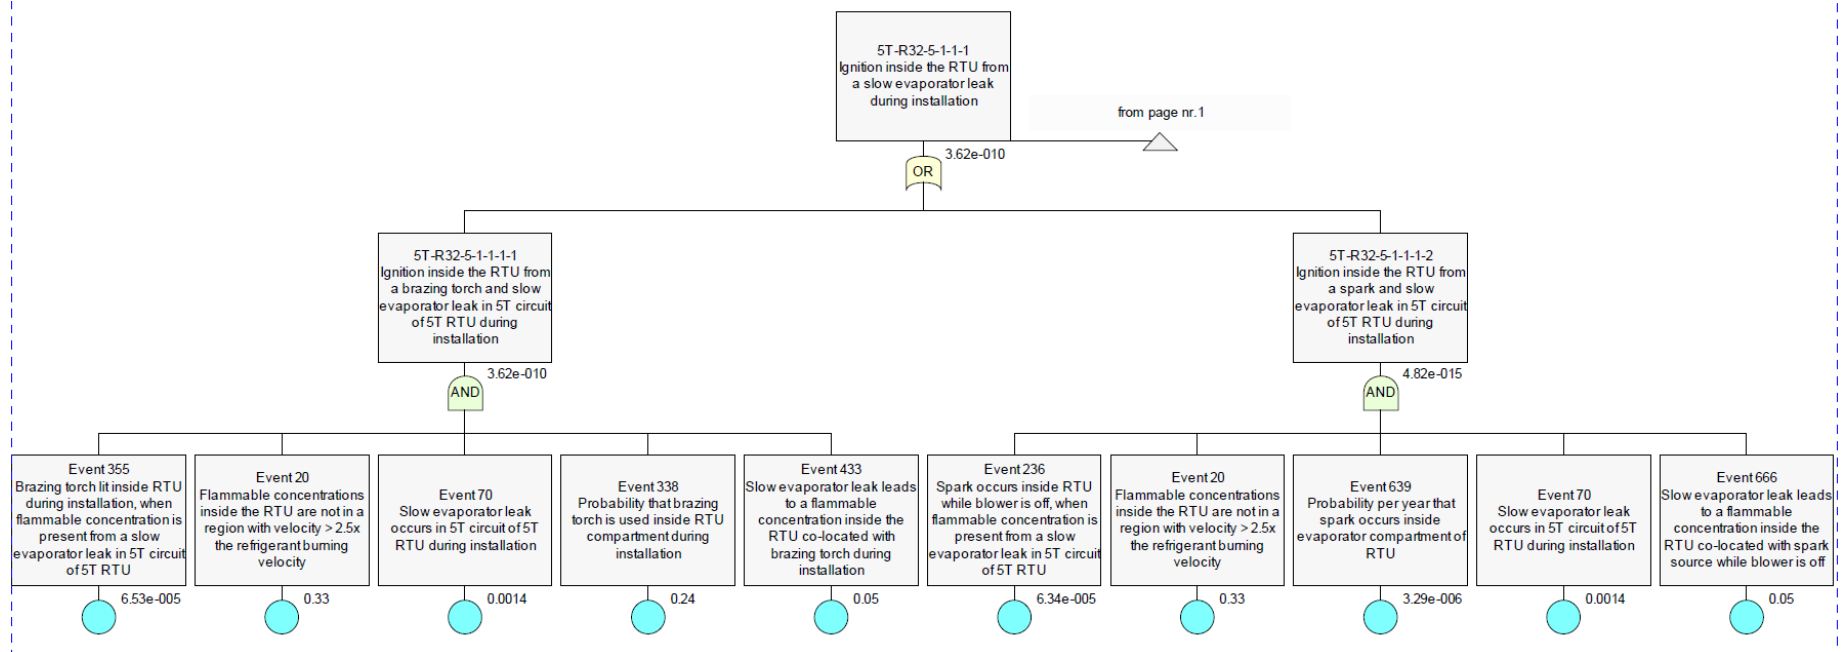 5T-R32-5-1-1-1
Ignition inside the RTU from
a slow evaporator leak
during installation
from page nr.1
3.62e-010
OR
5T-R32-5-1-1-1-1
Ignition inside the RTU from
a brazing torch and slow
evaporator leak in 5T circuit
of 5T RTU during
installation
3.62e-010
AND
5T-R32-5-1-1-1-2
Ignition inside the RTU from
a spark and slow
evaporator leak in 5T circuit
of 5T RTU during
installation
4.82e-015
AND
Event 355
Brazing torch lit inside RTU
during installation, when
flammable concentration is
present from a slow
evaporator leak in 5T circuit
of 5T RTU
6.53e-005
Event 20
Flammable concentrations
inside the RTU are not in a
region with velocity > 2.5x
the refrigerant burning
velocity
0.33
Event 70
Slow evaporator leak
occurs in 5T circuit of 5T
RTU during installation
0.0014
Event 338
Probability that brazing
torch is used inside RTU
compartment during
installation
0.24
Event 433
Slow evaporator leak leads
to a flammable
concentration inside the
RTU co-located with
brazing torch during
installation
0.05
Event 236
Spark occurs inside RTU
while blower is off, when
flammable concentration is
present from a slow
evaporator leak in 5T circuit
of 5T RTU
6.34e-005
Event 20
Flammable concentrations
inside the RTU are not in a
region with velocity > 2.5x
the refrigerant burning
velocity
0.33
Event 639
Probability per year that
spark occurs inside
evaporator compartment of
RTU
3.29e-006
Event 70
Slow evaporator leak
occurs in 5T circuit of 5T
RTU during installation
0.0014
Event 666
Slow evaporator leak leads
to a flammable
concentration inside the
RTU co-located with spark
source while blower is off
0.05